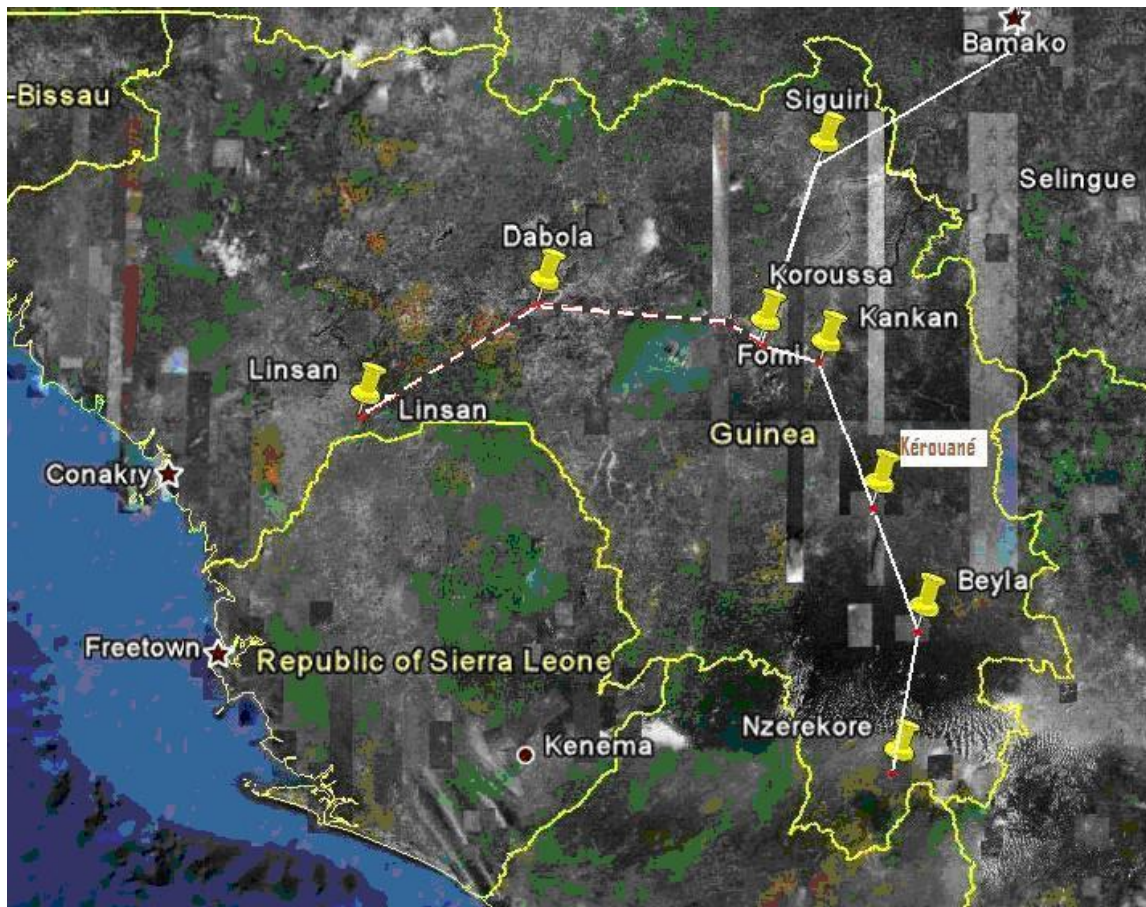 Bamako
-Bissau
Siguiri
Selingue
Dabola
Koroussa
Kankan
Fomi
Linsan
Linsan
Guinea
Kérouané
Conakry
Beyla
Freetown
Republic of Sierra Leone
Nzerekore
Kenema